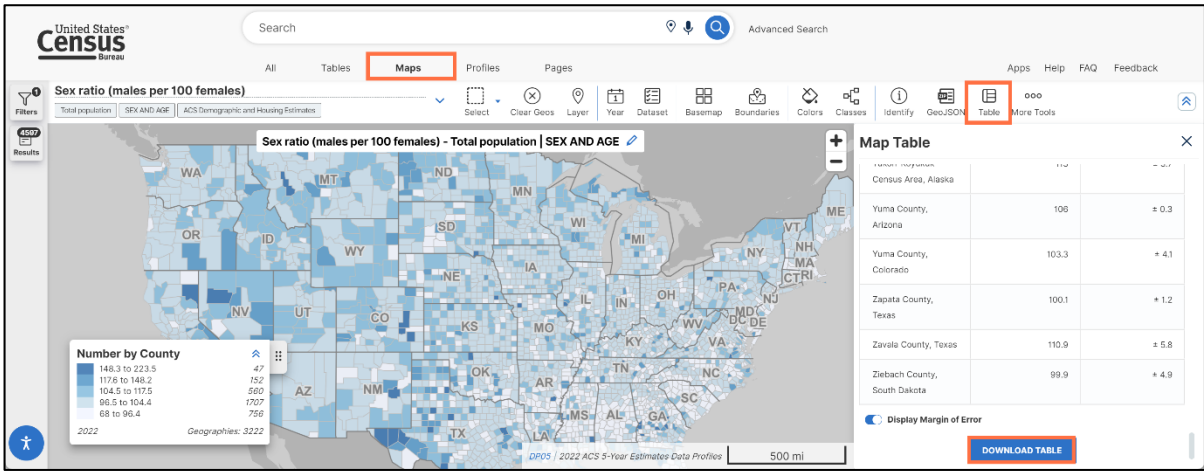 United States®
Census
Bureau
Search
Advanced Search
All
Tables
Maps
Profiles
Pages
Apps
Help
FAQ
Feedback
1
Filters
4597
Results
Sex ratio (males per 100 females)
Total population
SEX AND AGE
ACS Demographic and Housing Estimates
Select
Clear Geos
Layer
Year
Dataset
Basemap
Boundaries
Colors
Classes
Identify
GeoJSON
Table
More Tools
Sex ratio (males per 100 females) - Total population | SEX AND AGE
WA
MT
ND
MN
ME
OR
ID
SD
WI
MI
VT
NH
WY
NY
MA
CT
RI
IA
NE
PA
NJ
NV
UT
IL
IN
OH
MD
DC
DE
CO
KS
MO
WV
VA
KY
AZ
NM
OK
AR
TN
NC
SC
MS
AL
GA
TX
LA
Number by County
148.3 to 223.5 47
117.6 to 148.2 152
104.5 to 117.5 560
96.5 to 104.4 1707
68 to 96.4 756
2022 Geographies: 3222
DP05 | 2022 ACS 5-Year Estimates Data Profiles
500 mi
Map Table
Census Area, Alaska
Yuma County,
Arizona
106 ± 0.3
Yuma County,
Colorado
103.3 ± 4.1
Zapata County,
Texas
100.1 ± 1.2
Zavala County, Texas 110.9 ± 5.8
Ziebach County,
South Dakota
99.9 ± 4.9
Display Margin of Error
DOWNLOAD TABLE